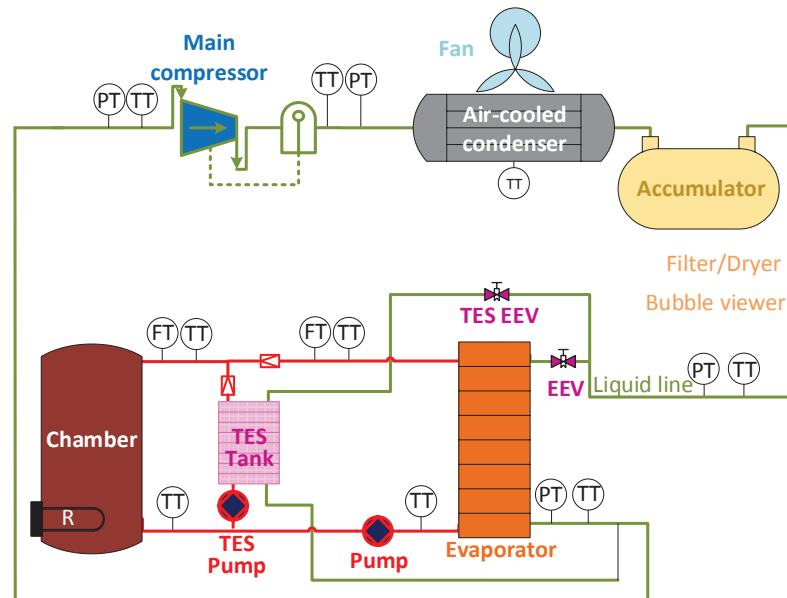 Fan
Main
compressor
PT
TT
TT
PT
Air-cooled
condenser
TT
Accumulator
Filter/Dryer
Bubble viewer
TES EEV
FT
TT
FT
TT
EEV
Liquid line
PT
TT
Chamber
TES
Tank
R
TT
TT
PT
TT
TES
Pump
Pump
Evaporator